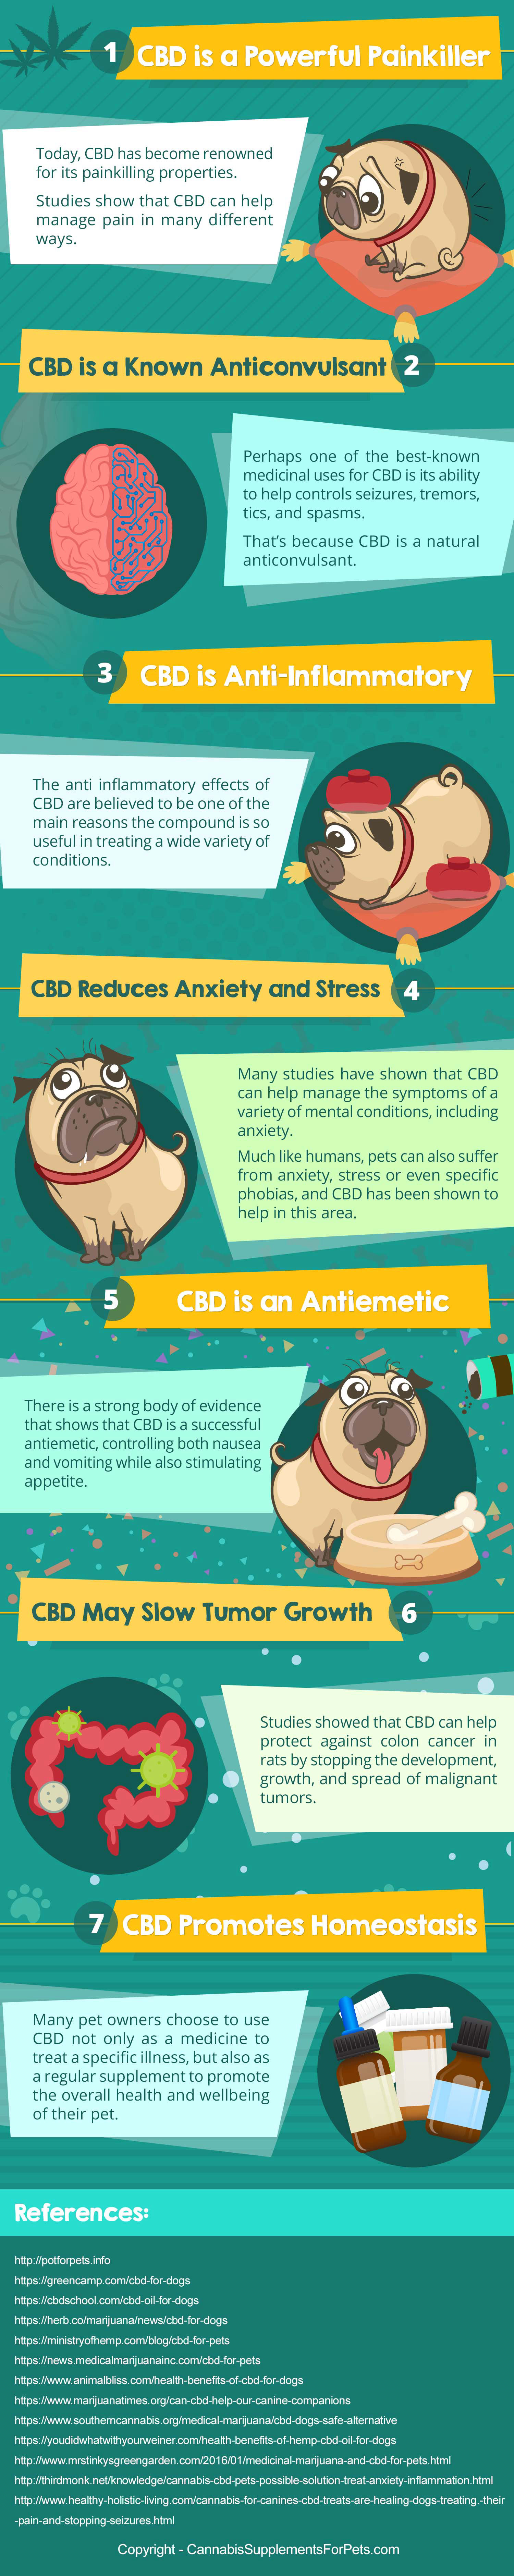 1 CBD is a Powerful Painkiller
Today, CBD has become renowned
for its painkilling properties.
Studies show that CBD can help
manage pain in many different
ways.
CBD is a Known Anticonvulsant 2
Perhaps one of the best-known
medicinal uses for CBD is its ability
to help controls seizures, tremors,
tics, and spasms.
That's because CBD is a natural
anticonvulsant.
3 CBD is Anti-Inflammatory
The anti inflammatory effects of
CBD are believed to be one of the
main reasons the compound is so
useful in treating a wide variety of
conditions.
CBD Reduces Anxiety and Stress 4
Many studies have shown that CBD
can help manage the symptoms of a
variety of mental conditions, including
anxiety.
Much like humans, pets can also suffer
from anxiety, stress or even specific
phobias, and CBD has been shown to
help in this area.
5 CBD is an Antiemetic
There is a strong body of evidence
that shows that CBD is a successful
antiemetic, controlling both nausea
and vomiting while also stimulating
appetite.
CBD May Slow Tumor Growth 6
Studies showed that CBD can help
protect against colon cancer in
rats by stopping the development,
growth, and spread of malignant
tumors.
7 CBD Promotes Homeostasis
Many pet owners choose to use
CBD not only as a medicine to
treat a specific illness, but also as
a regular supplement to promote
the overall health and wellbeing
of their pet.
References:
http://potforpets.info
https://greencamp.com/cbd-for-dogs
https://cbdschool.com/cbd-oil-for-dogs
https://herb.co/marijuana/news/cbd-for-dogs
https://ministryofhemp.com/blog/cbd-for-pets
https://news.medicalmarijuanainc.com/cbd-for-pets
https://www.animalbliss.com/health-benefits-of-cbd-for-dogs
https://www.marijuanatimes.org/can-cbd-help-our-canine-companions
https://www.southerncannabis.org/medical-marijuana/cbd-dogs-safe-alternative
https://youdidwhatwithyourweiner.com/health-benefits-of-hemp-cbd-oil-for-dogs
http://www.mrstinkysgreengarden.com/2016/01/medicinal-marijuana-and-cbd-for-pets.html
http://thirdmonk.net/knowledge/cannabis-cbd-pets-possible-solution-treat-anxiety-inflammation.html
http://www.healthy-holistic-living.com/cannabis-for-canines-cbd-treats-are-healing-dogs-treating.-their
-pain-and-stopping-seizures.html
Copyright - CannabisSupplementsForPets.com